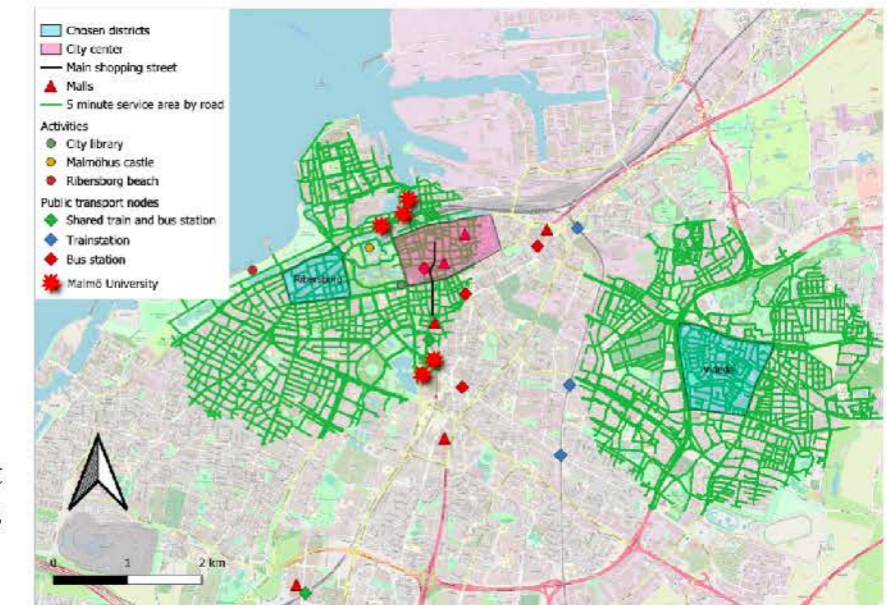 Chosen districts
City center
Main shopping street
Malls
5 minute service area by road
Activities
City library
Malmöhus castle
Ribersborg beach
Public transport nodes
Shared train and bus station
Trainstation
Bus station
Malmö University
Ribersborg
Videdal
0 1 2 km